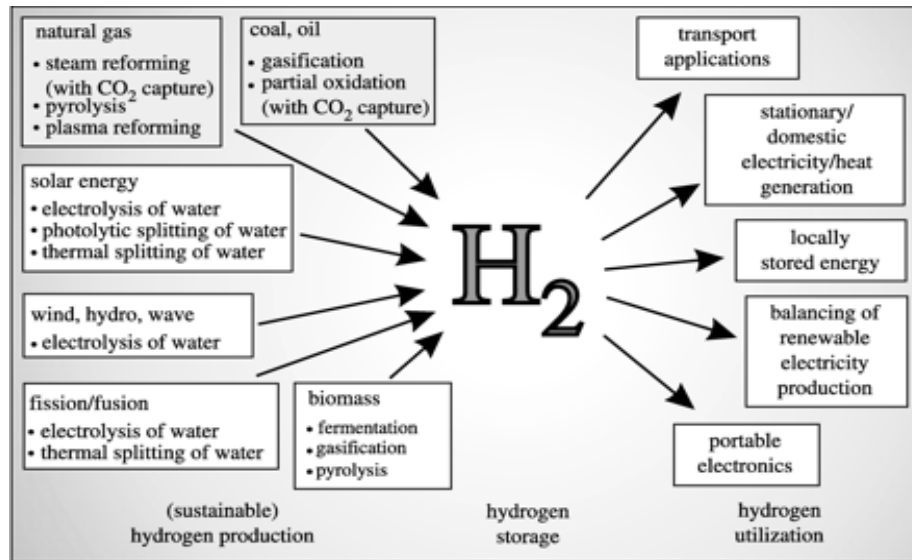 natural gas
• steam reforming
(with CO2 capture)
• pyrolysis
• plasma reforming
coal, oil
• gasification
• partial oxidation
(with CO2 capture)
solar energy
• electrolysis of water
• photolytic splitting of water
• thermal splitting of water
wind, hydro, wave
• electrolysis of water
fission/fusion
• electrolysis of water
• thermal splitting of water
biomass
• fermentation
• gasification
• pyrolysis
(sustainable)
hydrogen production
H2
hydrogen
storage
transport
applications
stationary/
domestic
electricity/heat
generation
locally
stored energy
balancing of
renewable
electricity
production
portable
electronics
hydrogen
utilization